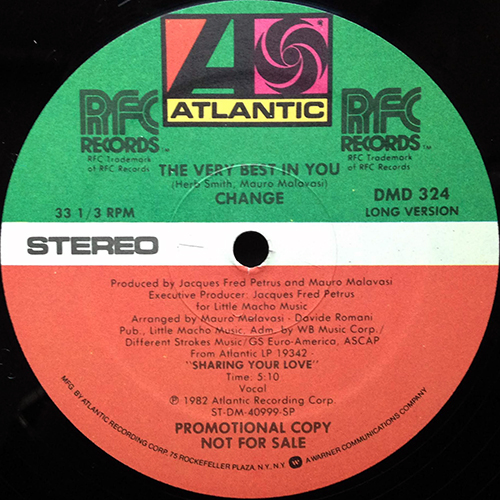 ATLANTIC
RFC RECORDS™
RFC Trademark
of RFC Records
RFC RECORDS™
RFC Trademark
of RFC Records
THE VERY BEST IN YOU
(Herb Smith, Mauro Malavasi)
CHANGE
33 1/3 RPM
DMD 324
LONG VERSION
STEREO
Produced by Jacques Fred Petrus and Mauro Malavasi
Executive Producer: Jacques Fred Petrus
for Little Macho Music
Arranged by Mauro Malavasi - Davide Romani
Pub., Little Macho Music, Adm. by WB Music Corp./
Different Strokes Music/GS Euro-America, ASCAP
From Atlantic LP 19342 -
"SHARING YOUR LOVE"
Time: 5:10
Vocal
℗ 1982 Atlantic Recording Corp.
ST-DM-40999-SP
PROMOTIONAL COPY
NOT FOR SALE
MFG. BY ATLANTIC RECORDING CORP. 75 ROCKEFELLER PLAZA, N.Y. N.Y. A WARNER COMMUNICATIONS COMPANY